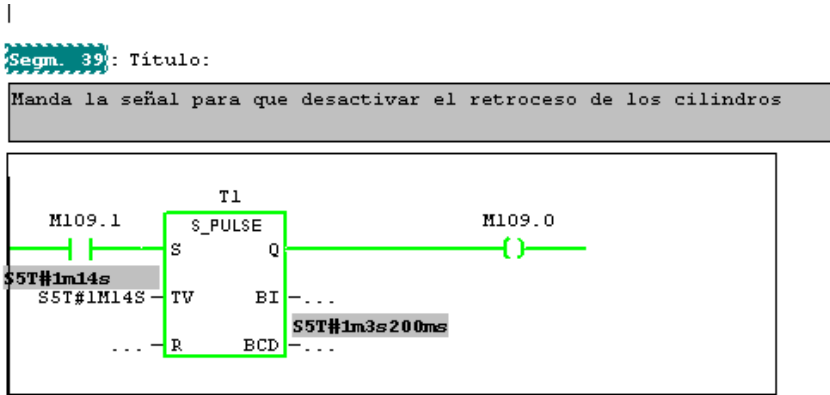 Segm. 39: Título:
Manda la señal para que desactivar el retroceso de los cilindros
T1
M109.1 S_PULSE M109.0
S Q
S5T#1m14s
S5T#1M14S TV BI ...
S5T#1m3s200ms
... R BCD ...